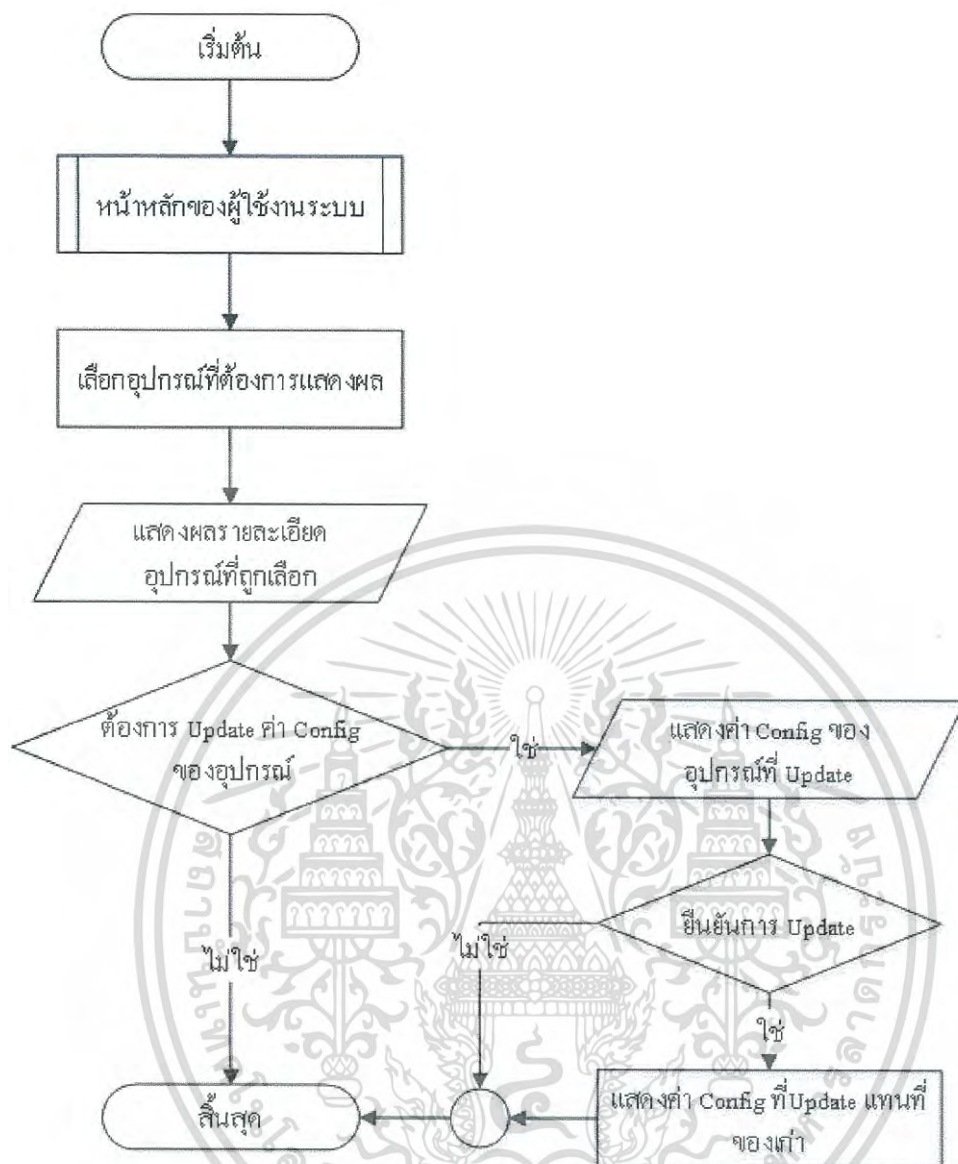 เริ่มต้น
หน้าหลักของผู้ใช้งานระบบ
เลือกอุปกรณ์ที่ต้องการแสดงผล
แสดงผลรายละเอียด
อุปกรณ์ที่ถูกเลือก
ต้องการ Update ค่า Config
ของอุปกรณ์
ใช่
แสดงค่า Config ของ
อุปกรณ์ที่ Update
ยืนยันการ Update
ไม่ใช่
ไม่ใช่
ใช่
แสดงค่า Config ที่Update แทนที่
ของเก่า
สิ้นสุด